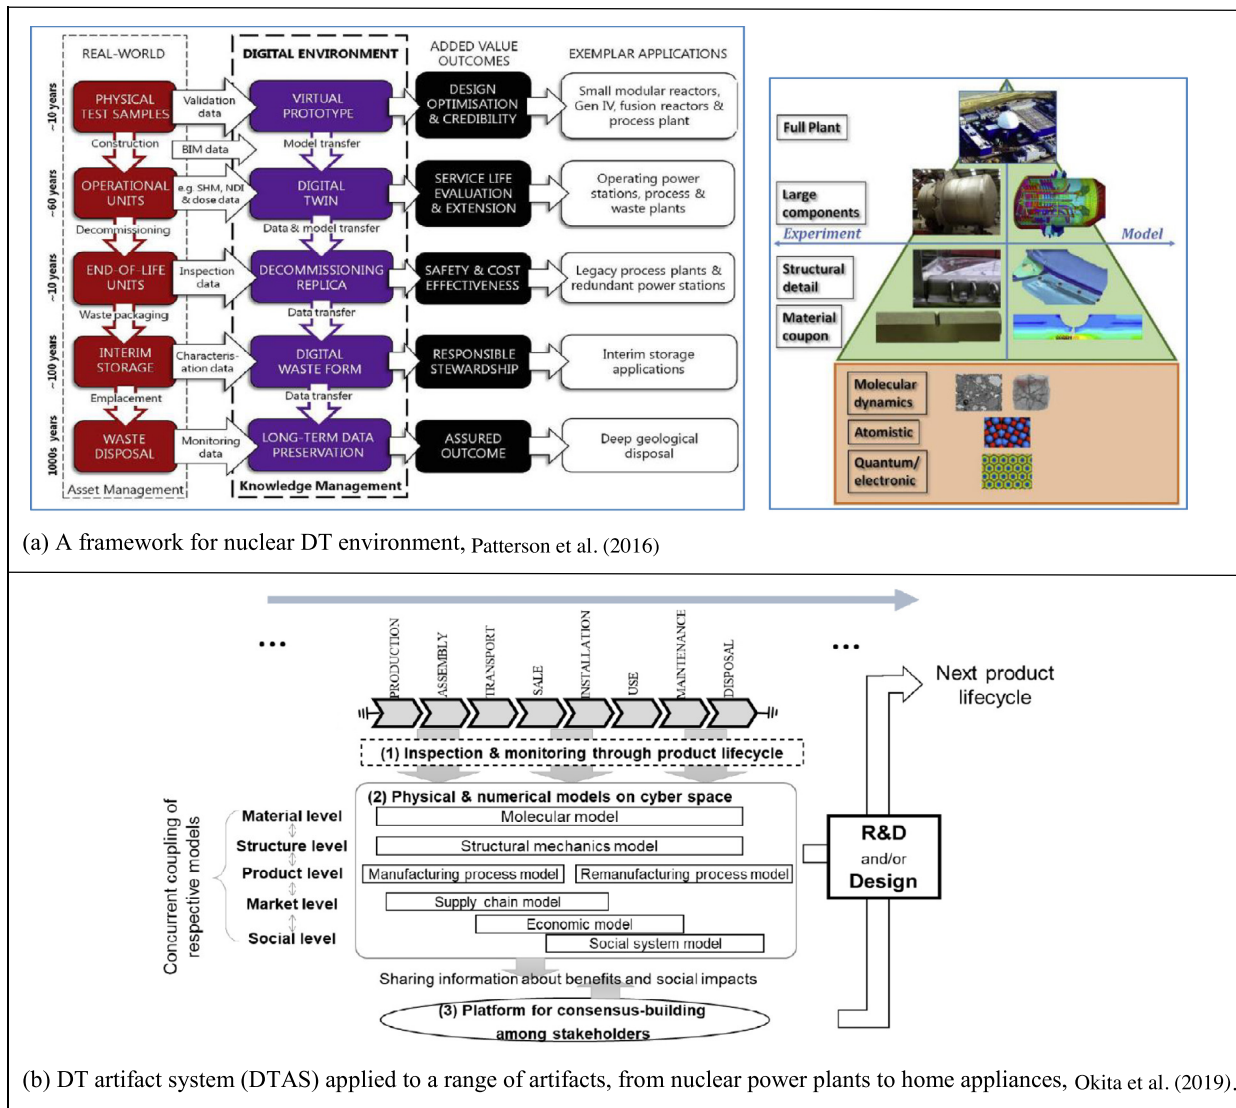 REAL-WORLD
DIGITAL ENVIRONMENT
ADDED VALUE
OUTCOMES
EXEMPLAR APPLICATIONS
~10 years
PHYSICAL
TEST SAMPLES
Validation
data
VIRTUAL
PROTOTYPE
DESIGN
OPTIMISATION
& CREDIBILITY
Small modular reactors,
Gen IV, fusion reactors &
process plant
Construction
BIM data
Model transfer
~60 years
OPERATIONAL
UNITS
e.g. SHM, NDI
& dose data
DIGITAL
TWIN
SERVICE LIFE
EVALUATION
& EXTENSION
Operating power
stations, process &
waste plants
Decommissioning
Data & model transfer
~10 years
END-OF-LIFE
UNITS
Inspection
data
DECOMMISSIONING
REPLICA
SAFETY & COST
EFFECTIVENESS
Legacy process plants &
redundant power stations
Waste packaging
Data transfer
~100 years
INTERIM
STORAGE
Characteris-
ation data
DIGITAL
WASTE FORM
RESPONSIBLE
STEWARDSHIP
Interim storage
applications
Emplacement
Data transfer
1000s years
WASTE
DISPOSAL
Monitoring
data
LONG-TERM DATA
PRESERVATION
ASSURED
OUTCOME
Deep geological
disposal
Asset Management
Knowledge Management
Full Plant
Large
components
Experiment
Model
Structural
detail
Material
coupon
Molecular
dynamics
Atomistic
Quantum/
electronic
(a) A framework for nuclear DT environment, Patterson et al. (2016)
...
PRODUCTION
ASSEMBLY
TRANSPORT
SALE
INSTALLATION
USE
MAINTENANCE
DISPOSAL
...
Next product
lifecycle
(1) Inspection & monitoring through product lifecycle
(2) Physical & numerical models on cyber space
Concurrent coupling of
respective models
Material level
Molecular model
Structure level
Structural mechanics model
Product level
Manufacturing process model
Remanufacturing process model
Market level
Supply chain model
Economic model
Social level
Social system model
R&D
and/or
Design
Sharing information about benefits and social impacts
(3) Platform for consensus-building
among stakeholders
(b) DT artifact system (DTAS) applied to a range of artifacts, from nuclear power plants to home appliances, Okita et al. (2019).